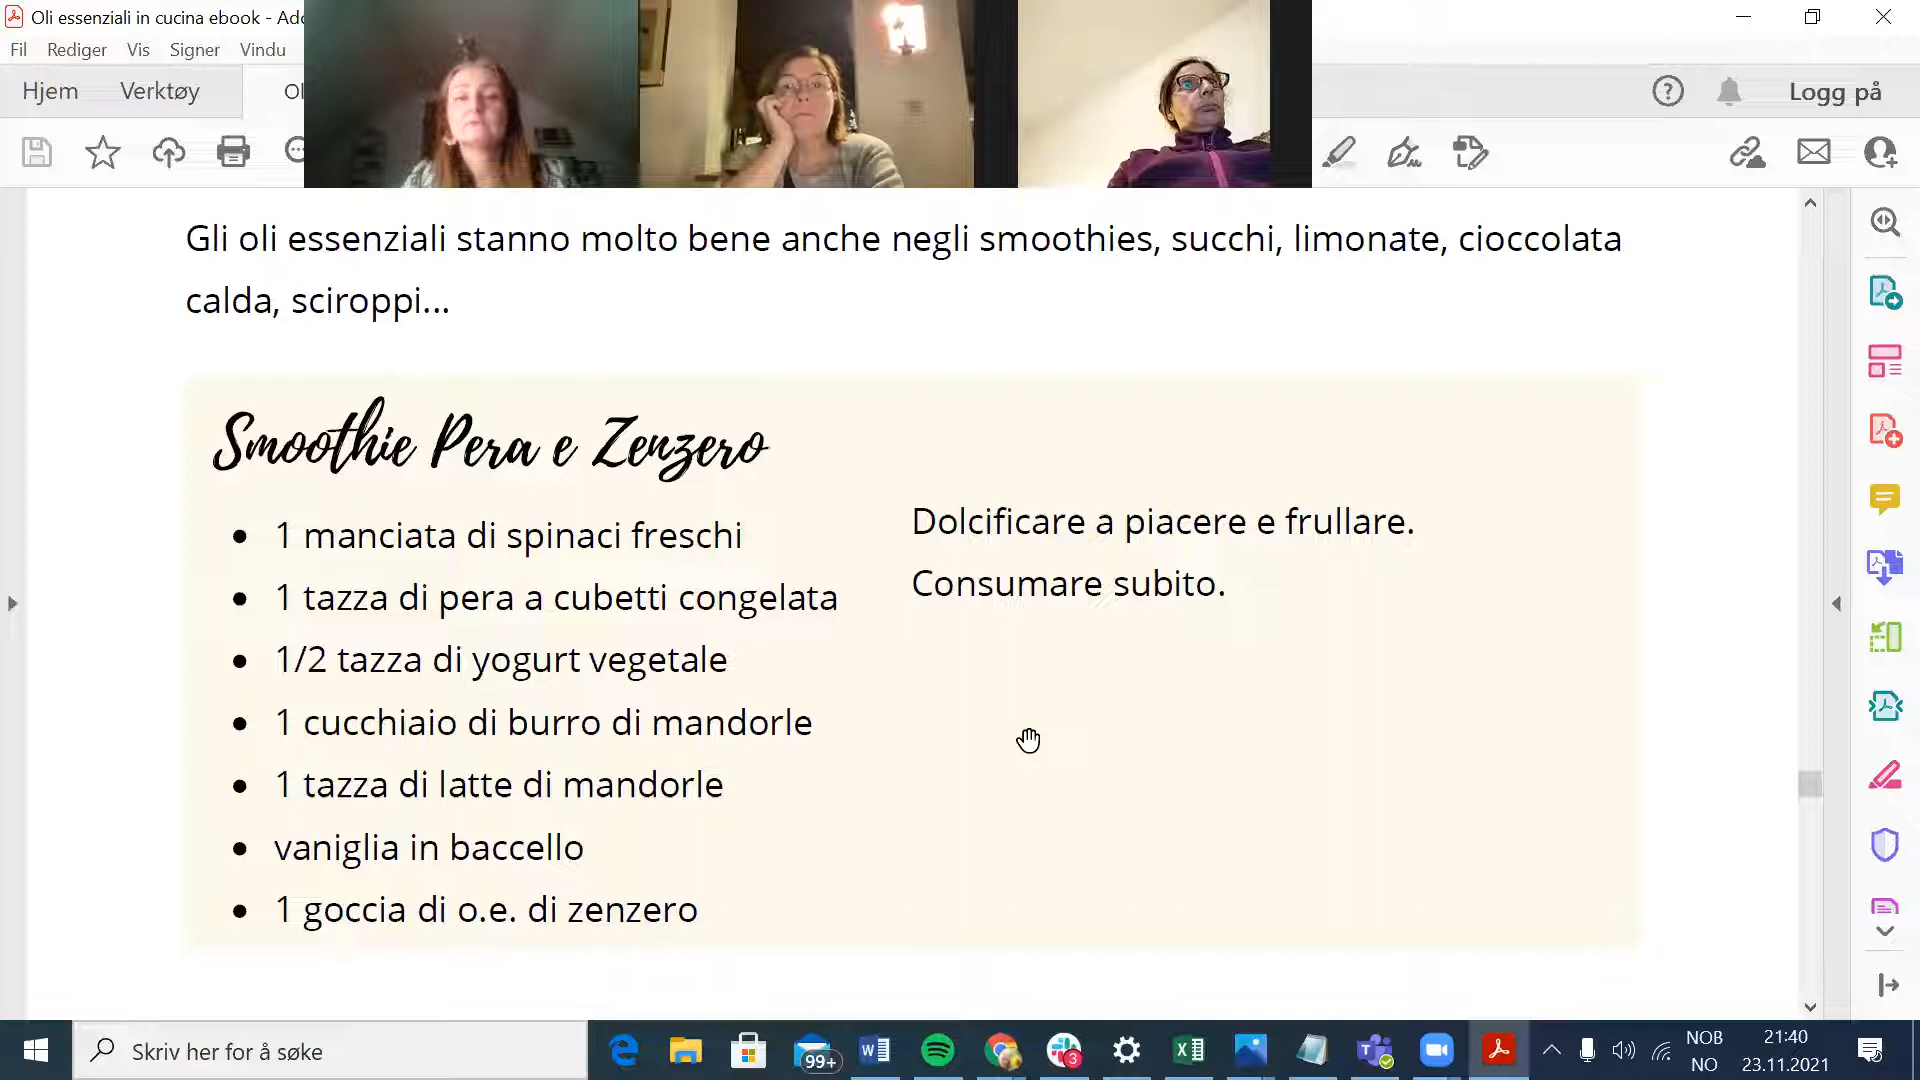 Oli essenziali in cucina ebook - Ado
Fil Rediger Vis Signer Vindu
Hjem Verktøy Ol
Logg på
Gli oli essenziali stanno molto bene anche negli smoothies, succhi, limonate, cioccolata
calda, sciroppi...
Smoothie Pera e Zenzero
1 manciata di spinaci freschi
1 tazza di pera a cubetti congelata
1/2 tazza di yogurt vegetale
1 cucchiaio di burro di mandorle
1 tazza di latte di mandorle
vaniglia in baccello
1 goccia di o.e. di zenzero
Dolcificare a piacere e frullare.
Consumare subito.
Skriv her for å søke
99+
3
NOB
NO
21:40
23.11.2021